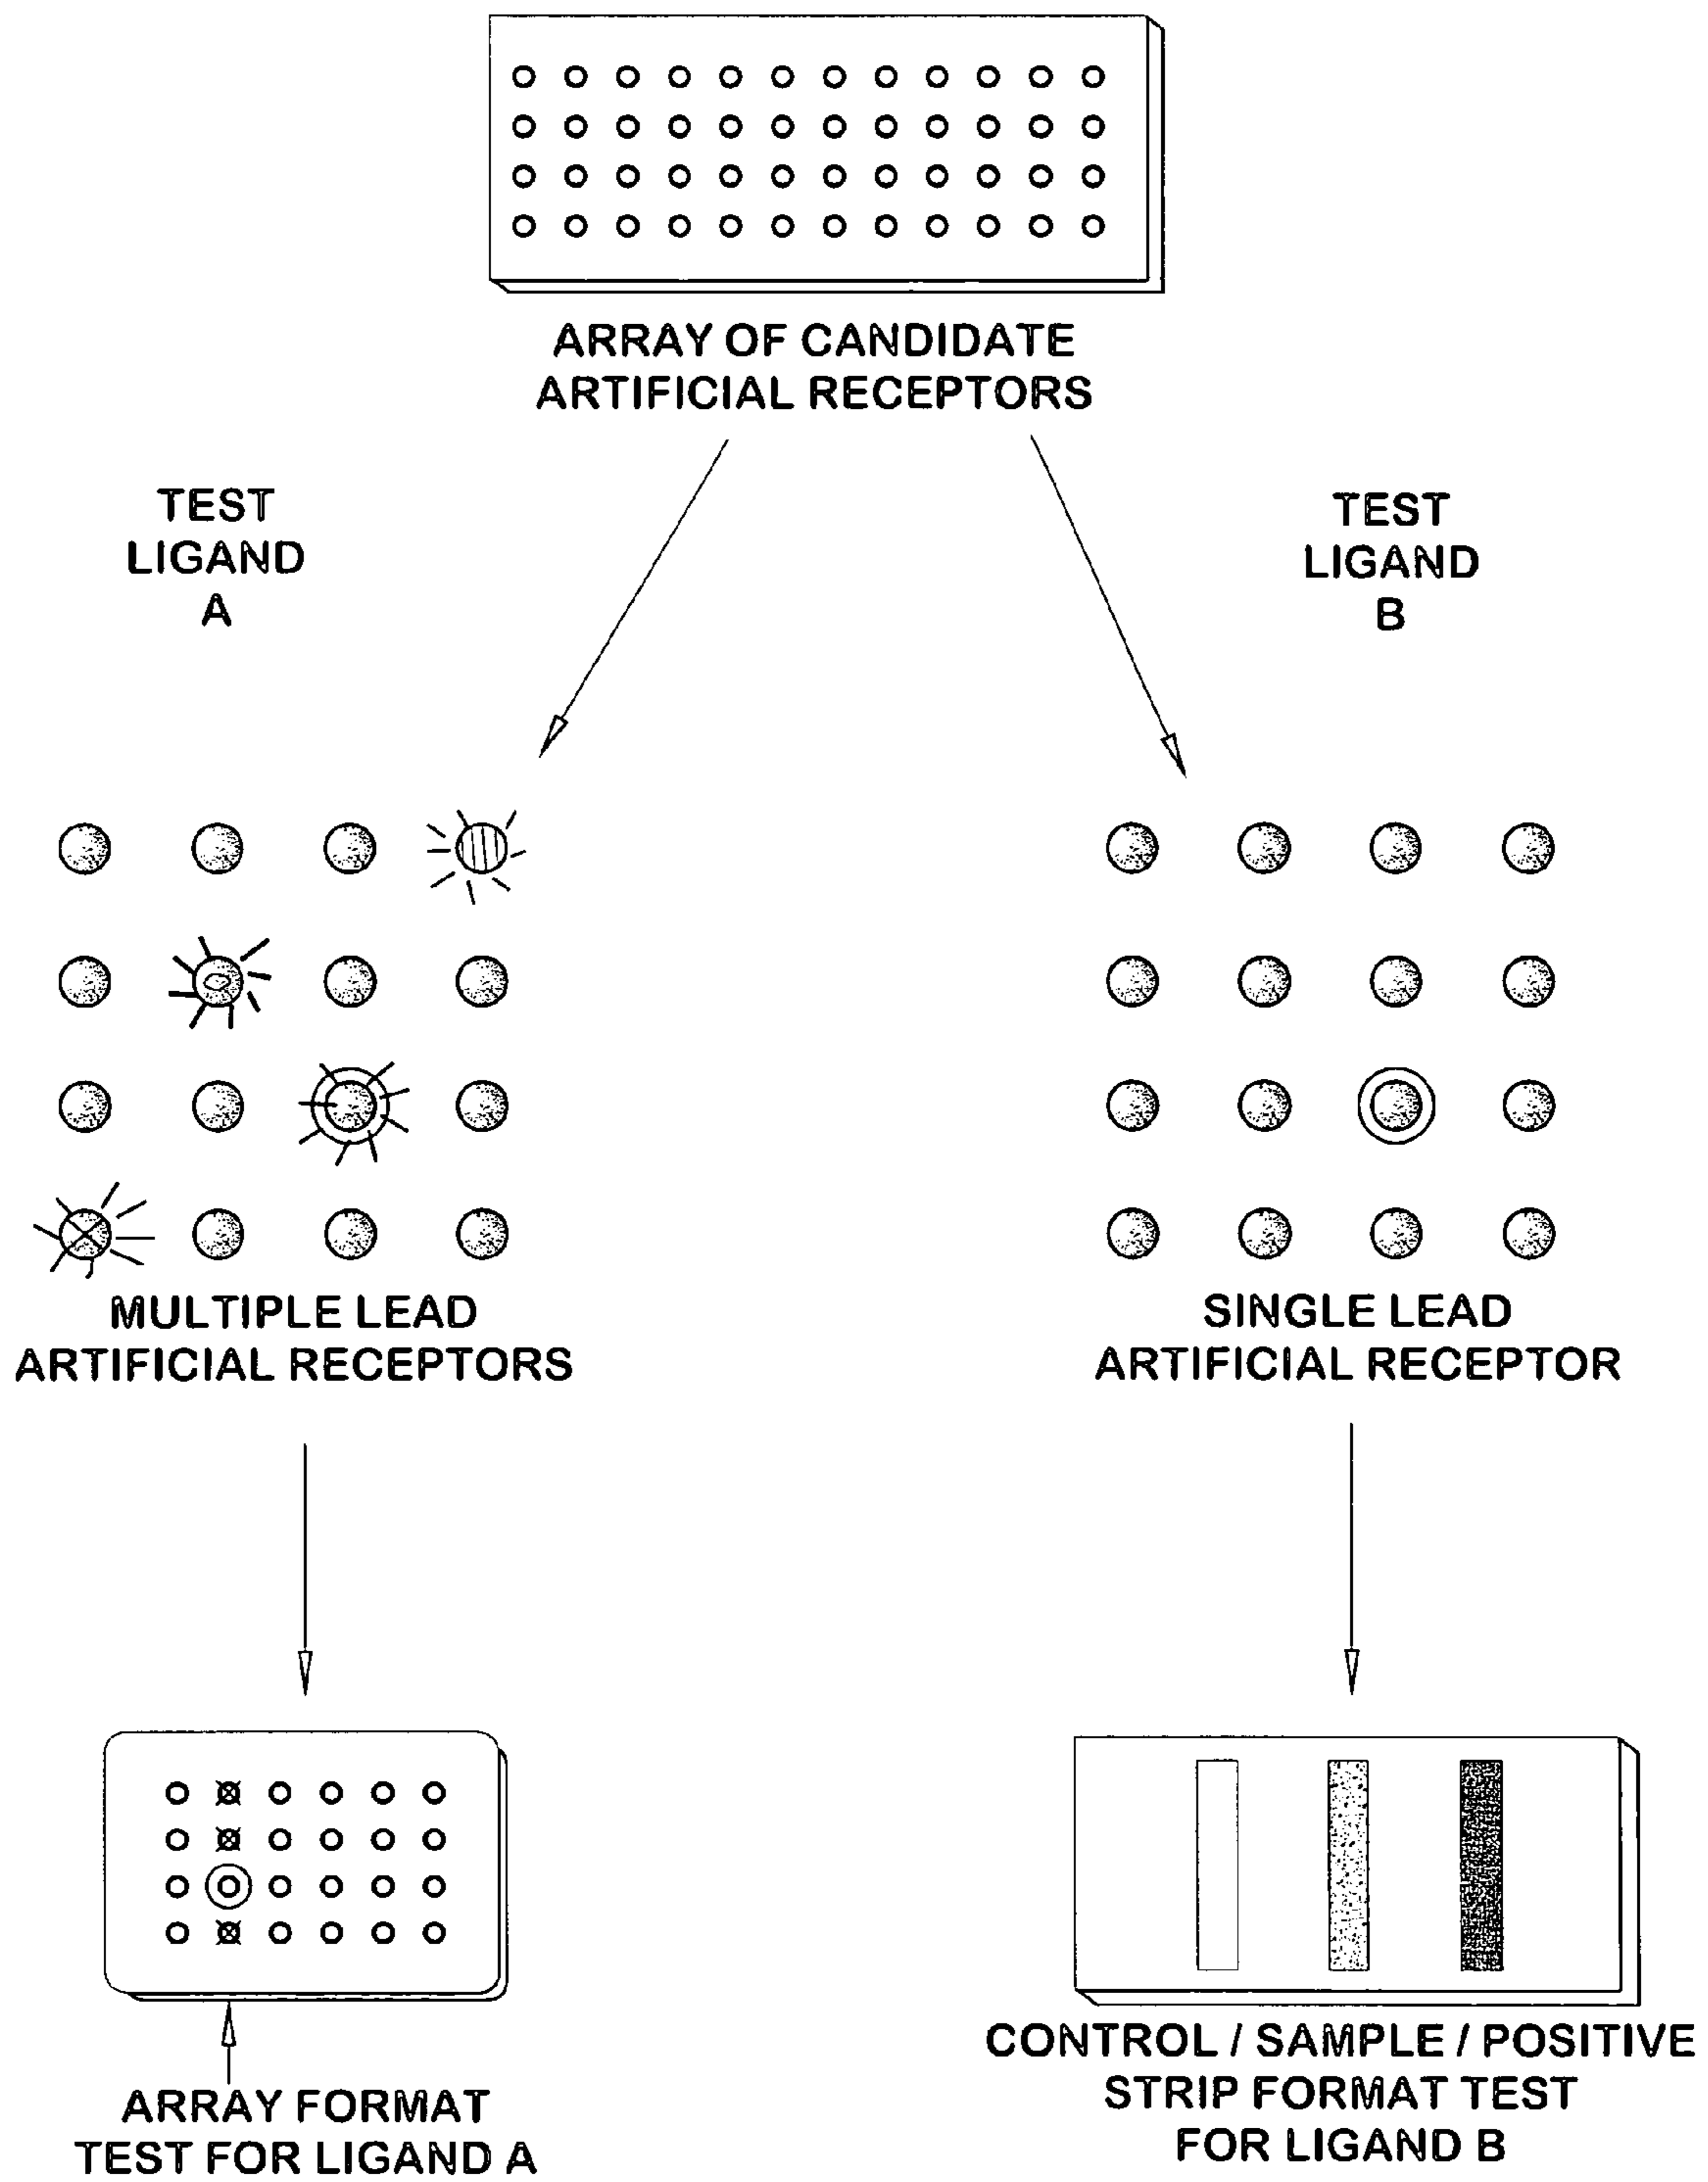 ARRAY OF CANDIDATE
ARTIFICIAL RECEPTORS
TEST
LIGAND
A
TEST
LIGAND
B
MULTIPLE LEAD
ARTIFICIAL RECEPTORS
SINGLE LEAD
ARTIFICIAL RECEPTOR
ARRAY FORMAT
TEST FOR LIGAND A
CONTROL / SAMPLE / POSITIVE
STRIP FORMAT TEST
FOR LIGAND B